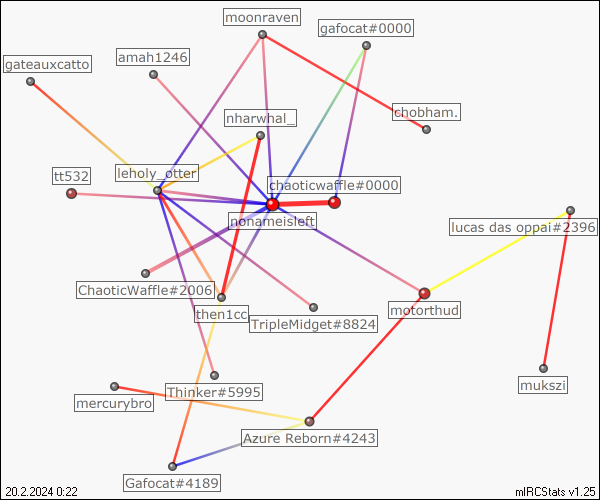 moonraven
gafocat#0000
amah1246
gateauxcatto
chobham.
nharwhal_
leholy_otter
tt532
chaoticwaffle#0000
nonameisleft
lucas das oppai#2396
ChaoticWaffle#2006
motorthud
then1cc
TripleMidget#8824
mukszi
Thinker#5995
mercurybro
Azure Reborn#4243
Gafocat#4189
20.2.2024 0:22
mIRCStats v1.25